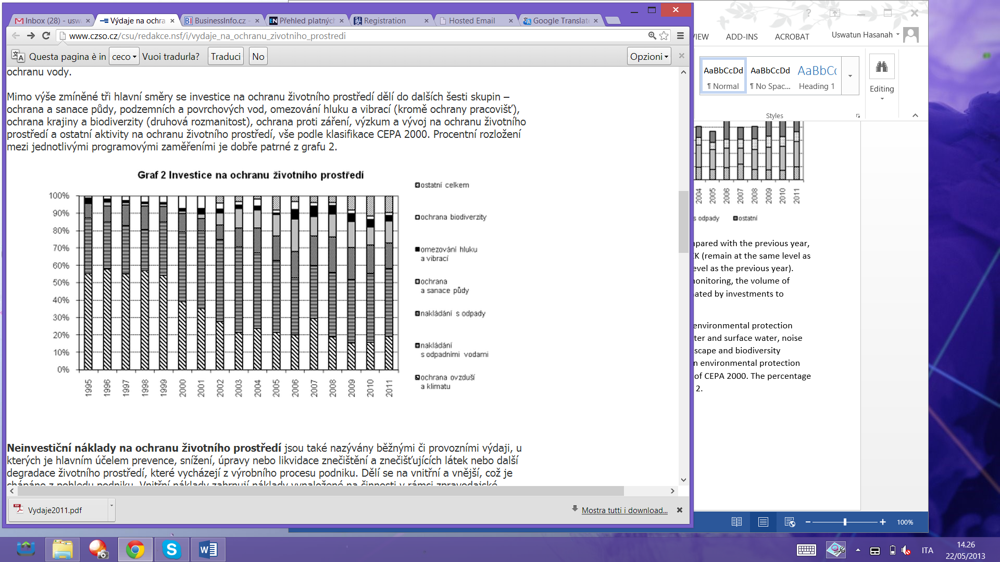 Inbox (28) - usw
Výdaje na ochra
BusinessInfo.cz -
Přehled platných
Registration
Hosted Email
Google Translate
www.czso.cz/csu/redakce.nsf/i/vydaje_na_ochranu_zivotniho_prostredi
Questa pagina è in ceco Vuoi tradurla? Traduci No Opzioni
ochranu vody.
Mimo výše zmíněné tři hlavní směry se investice na ochranu životního prostředí dělí do dalších šesti skupin –
ochrana a sanace půdy, podzemních a povrchových vod, omezování hluku a vibrací (kromě ochrany pracovišť),
ochrana krajiny a biodiverzity (druhová rozmanitost), ochrana proti záření, výzkum a vývoj na ochranu životního
prostředí a ostatní aktivity na ochranu životního prostředí, vše podle klasifikace CEPA 2000. Procentní rozložení
mezi jednotlivými programovými zaměřeními je dobře patrné z grafu 2.
Graf 2 Investice na ochranu životního prostředí
100%
90%
80%
70%
60%
50%
40%
30%
20%
10%
0%
1995 1996 1997 1998 1999 2000 2001 2002 2003 2004 2005 2006 2007 2008 2009 2010 2011
ostatní celkem
ochrana biodiverzity
omezování hluku
a vibrací
ochrana
a sanace půdy
nakládání s odpady
nakládání
s odpadními vodami
ochrana ovzduší
a klimatu
Neinvestiční náklady na ochranu životního prostředí jsou také nazývány běžnými či provozními výdaji, u
kterých je hlavním účelem prevence, snížení, úpravy nebo likvidace znečištění a znečišťujících látek nebo další
degradace životního prostředí, které vycházejí z výrobního procesu podniku. Dělí se na vnitřní a vnější, což je
chápáno z pohledu podniku. Vnitřní náklady zahrnují náklady vynaložené na činnosti v rámci zpravodajské
Vydaje2011.pdf
Mostra tutti i download...
VIEW ADD-INS ACROBAT Uswatun Hasanah
AaBbCcDd AaBbCcDd AaBbCc
¶ Normal ¶ No Spac... Heading 1
Editing
Styles
2004 2005 2006 2007 2008 2009 2010 2011
s odpady ostatní
mpared with the previous year,
ZK (remain at the same level as
evel as the previous year).
monitoring, the volume of
nated by investments to
environmental protection
ter and surface water, noise
scape and biodiversity
n environmental protection
of CEPA 2000. The percentage
2.
100%
ITA
14.26
22/05/2013